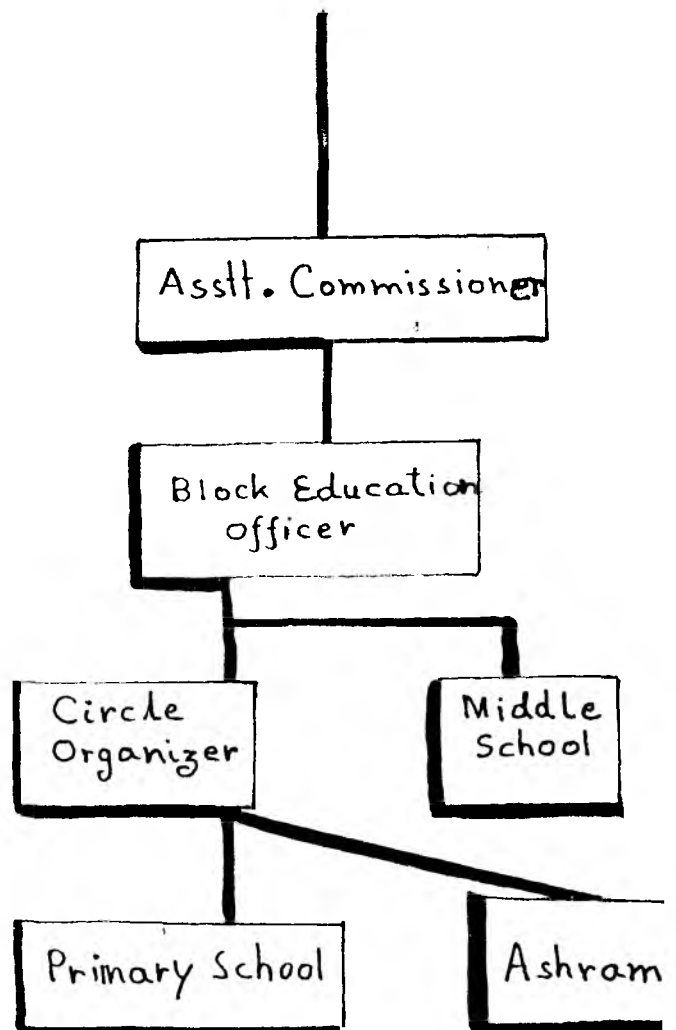 Asstt. Commissioner
Block Education
Officer
Circle
Organizer
Middle
School
Primary School
Ashram